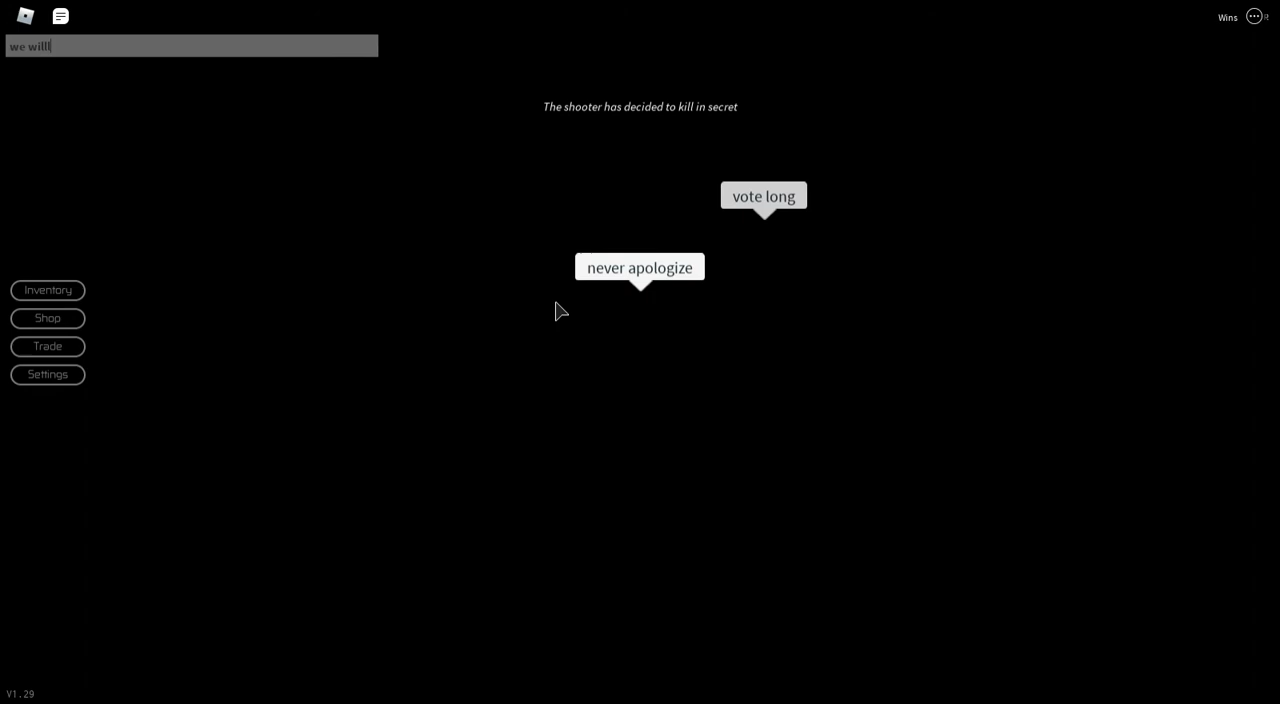 Wins
we willl
The shooter has decided to kill in secret
vote long
never apologize
Inventory
Shop
Trade
Settings
V1.29